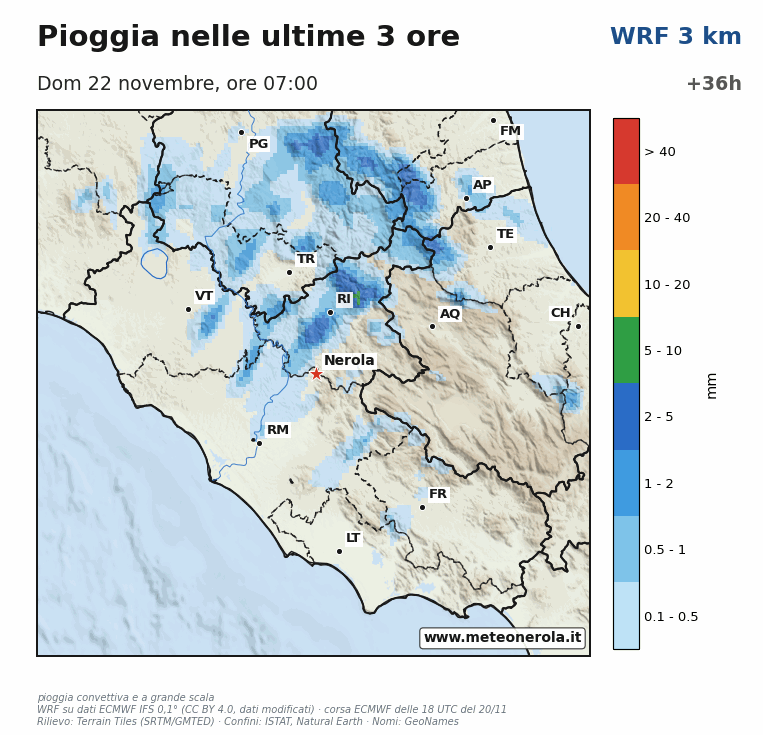 Pioggia nelle ultime 3 ore
WRF 3 km
Dom 22 novembre, ore 07:00
+36h
FM
PG
AP
TE
TR
VT
RI
AQ
CH
Nerola
RM
FR
LT
www.meteonerola.it
> 40
20 - 40
10 - 20
5 - 10
2 - 5
1 - 2
0.5 - 1
0.1 - 0.5
mm
pioggia convettiva e a grande scala
WRF su dati ECMWF IFS 0,1° (CC BY 4.0, dati modificati) · corsa ECMWF delle 18 UTC del 20/11
Rilievo: Terrain Tiles (SRTM/GMTED) · Confini: ISTAT, Natural Earth · Nomi: GeoNames